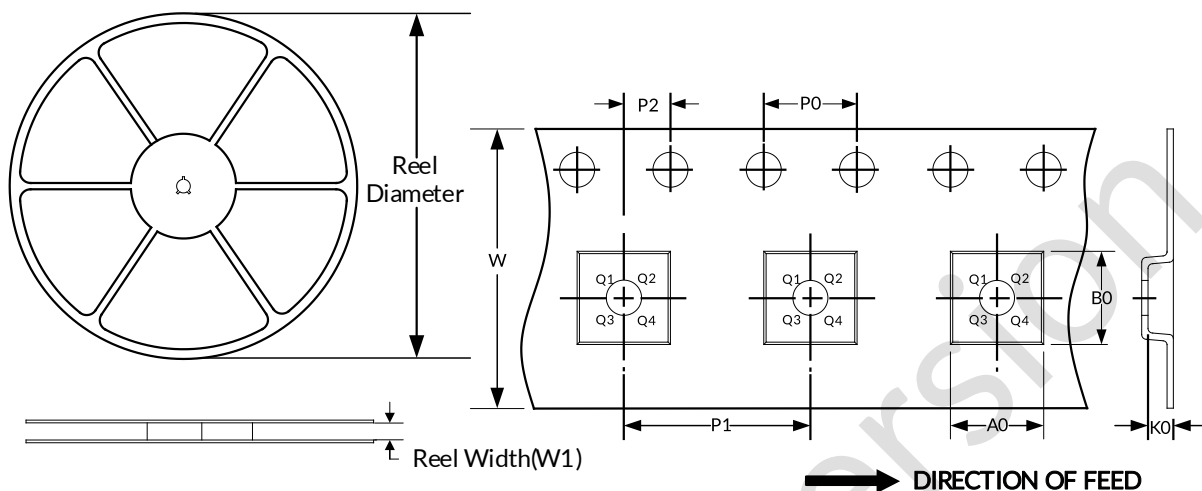 P2
P0
Reel
Diameter
W
Q1 Q2
Q3 Q4
Q1 Q2
Q3 Q4
Q1 Q2
Q3 Q4
B0
P1
A0
K0
Reel Width(W1)
DIRECTION OF FEED
ersion